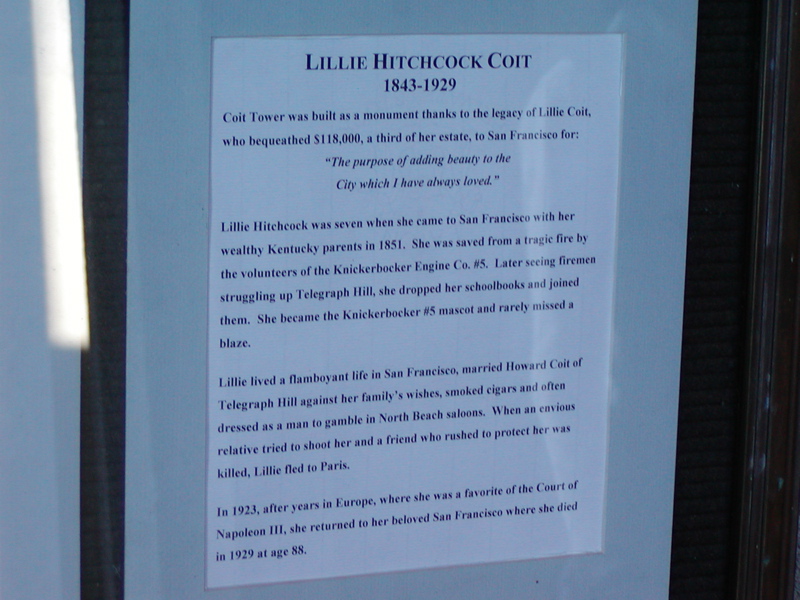 LILLIE HITCHCOCK COIT
1843-1929
Coit Tower was built as a monument thanks to the legacy of Lillie Coit,
who bequeathed $118,000, a third of her estate, to San Francisco for:
“The purpose of adding beauty to the
City which I have always loved.”
Lillie Hitchcock was seven when she came to San Francisco with her
wealthy Kentucky parents in 1851. She was saved from a tragic fire by
the volunteers of the Knickerbocker Engine Co. #5. Later seeing firemen
struggling up Telegraph Hill, she dropped her schoolbooks and joined
them. She became the Knickerbocker #5 mascot and rarely missed a
blaze.
Lillie lived a flamboyant life in San Francisco, married Howard Coit of
Telegraph Hill against her family’s wishes, smoked cigars and often
dressed as a man to gamble in North Beach saloons. When an envious
relative tried to shoot her and a friend who rushed to protect her was
killed, Lillie fled to Paris.
In 1923, after years in Europe, where she was a favorite of the Court of
Napoleon III, she returned to her beloved San Francisco where she died
in 1929 at age 88.